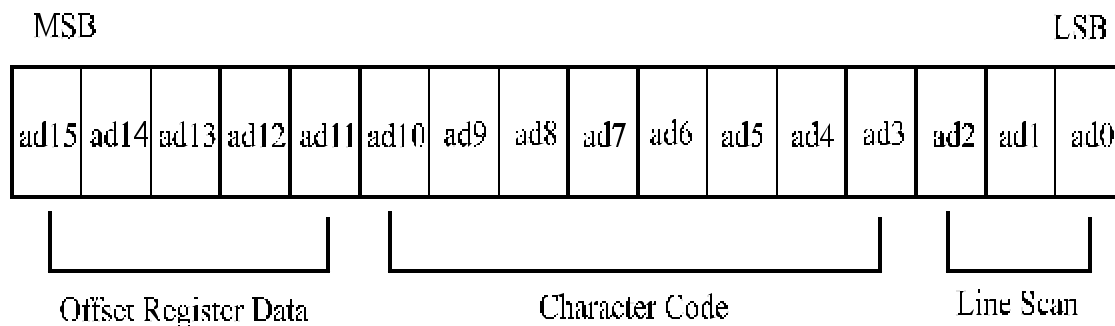 MSB LSB
ad15 ad14 ad13 ad12 ad11 ad10 ad9 ad8 ad7 ad6 ad5 ad4 ad3 ad2 ad1 ad0
Offset Register Data Character Code Line Scan